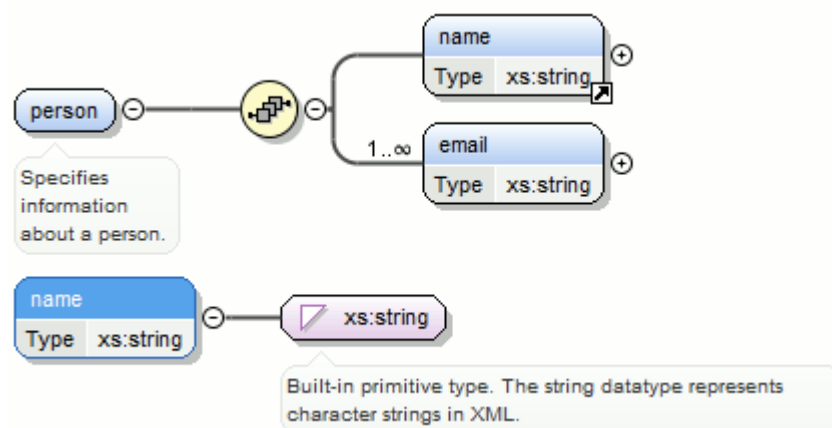 name
Type xs:string
person
1..∞
email
Type xs:string
Specifies
information
about a person.
name
Type xs:string
xs:string
Built-in primitive type. The string datatype represents
character strings in XML.